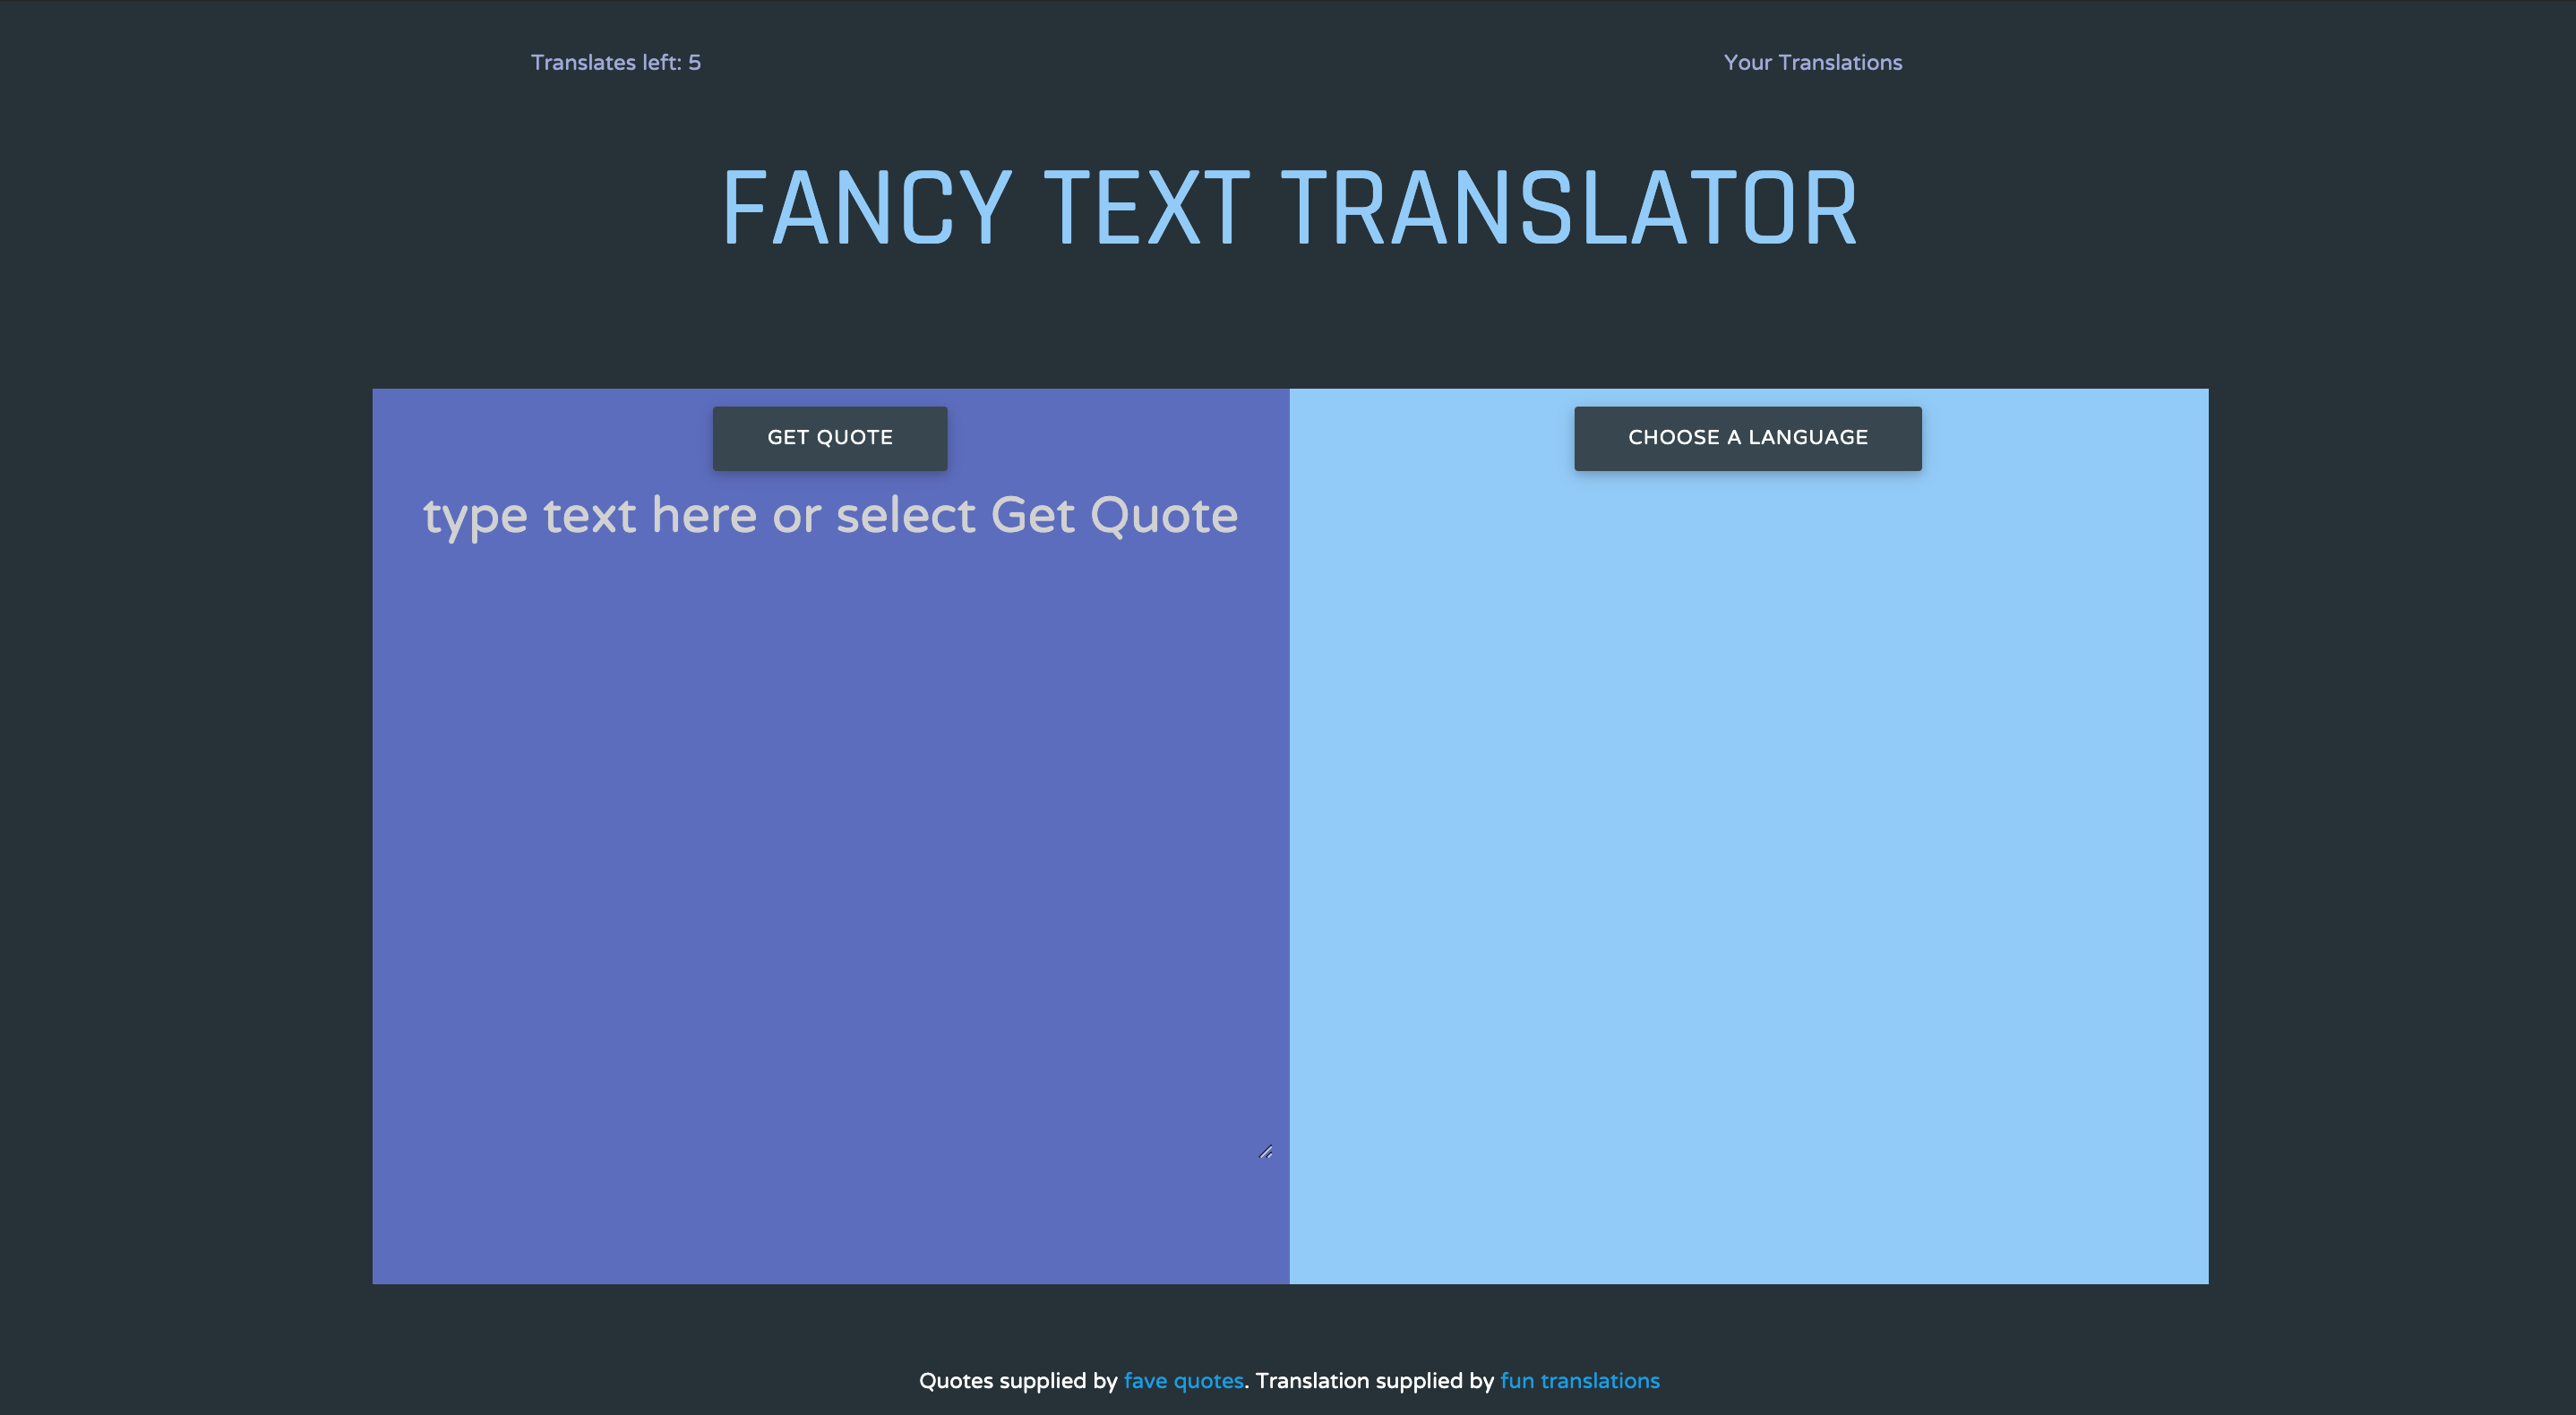 Translates left: 5
Your Translations
FANCY TEXT TRANSLATOR
GET QUOTE
type text here or select Get Quote
CHOOSE A LANGUAGE
Quotes supplied by fave quotes. Translation supplied by fun translations